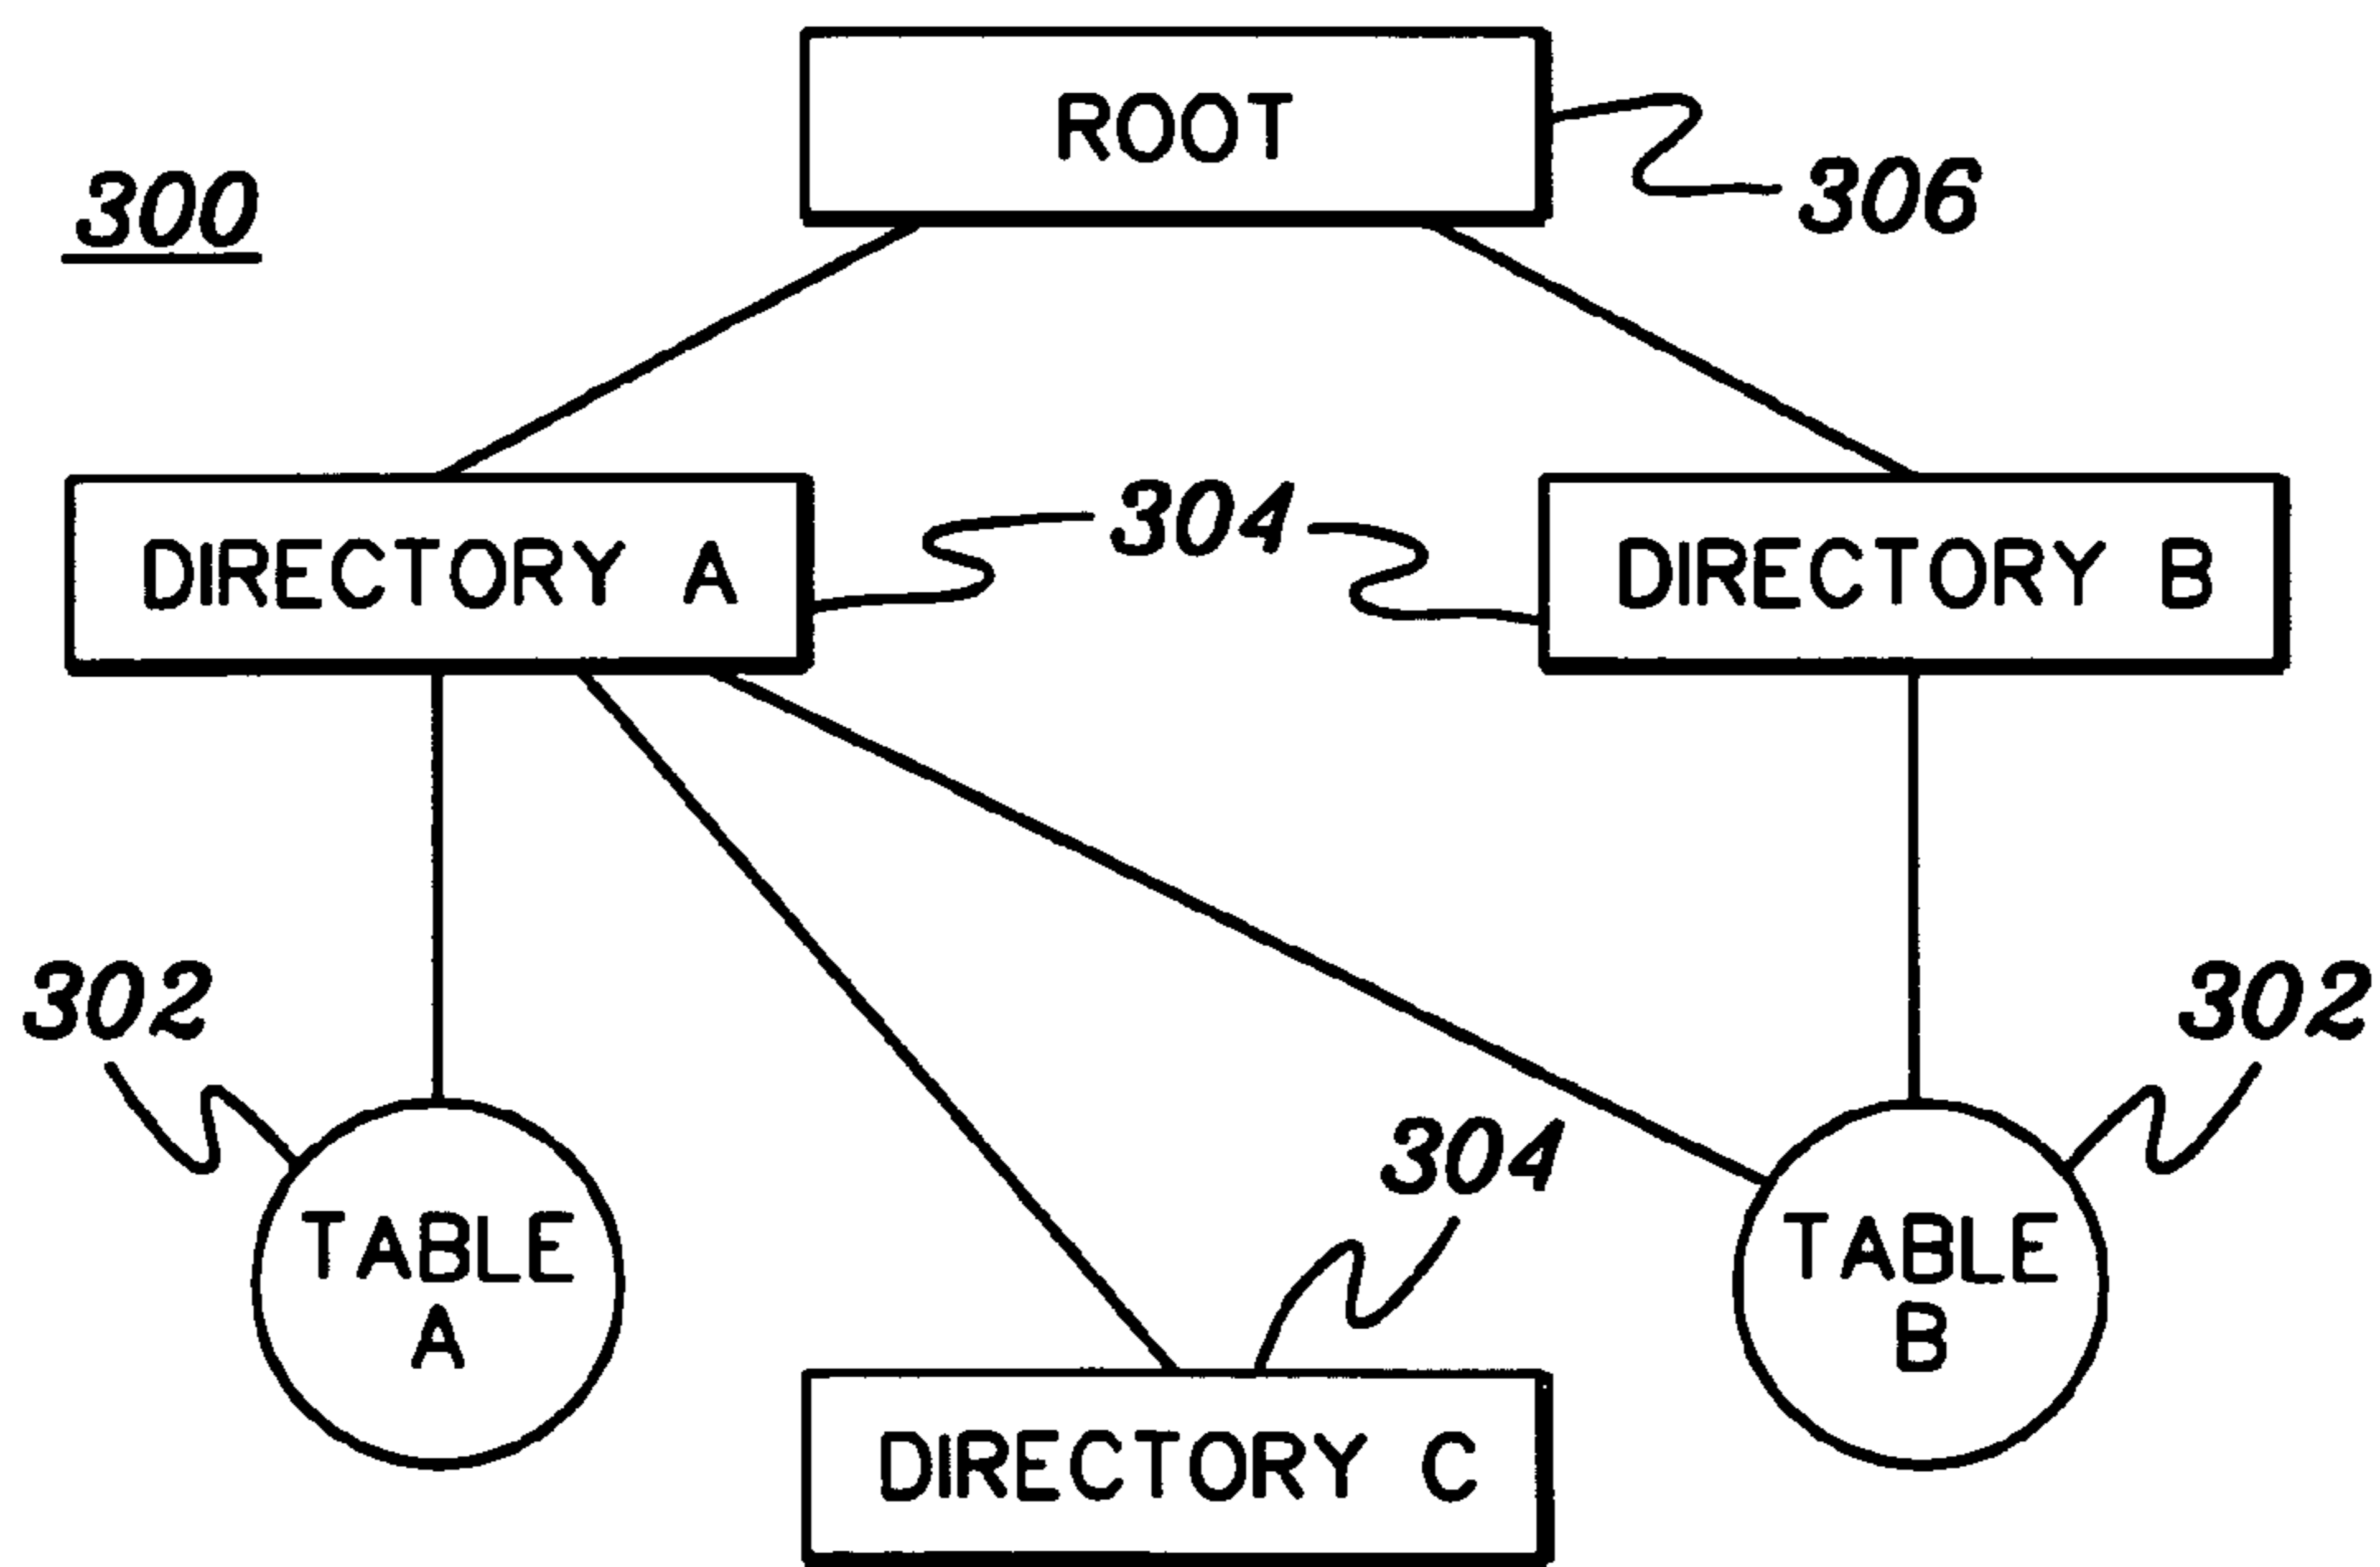 ROOT
300
306
304
DIRECTORY A
DIRECTORY B
302
302
304
TABLE
A
TABLE
B
DIRECTORY C